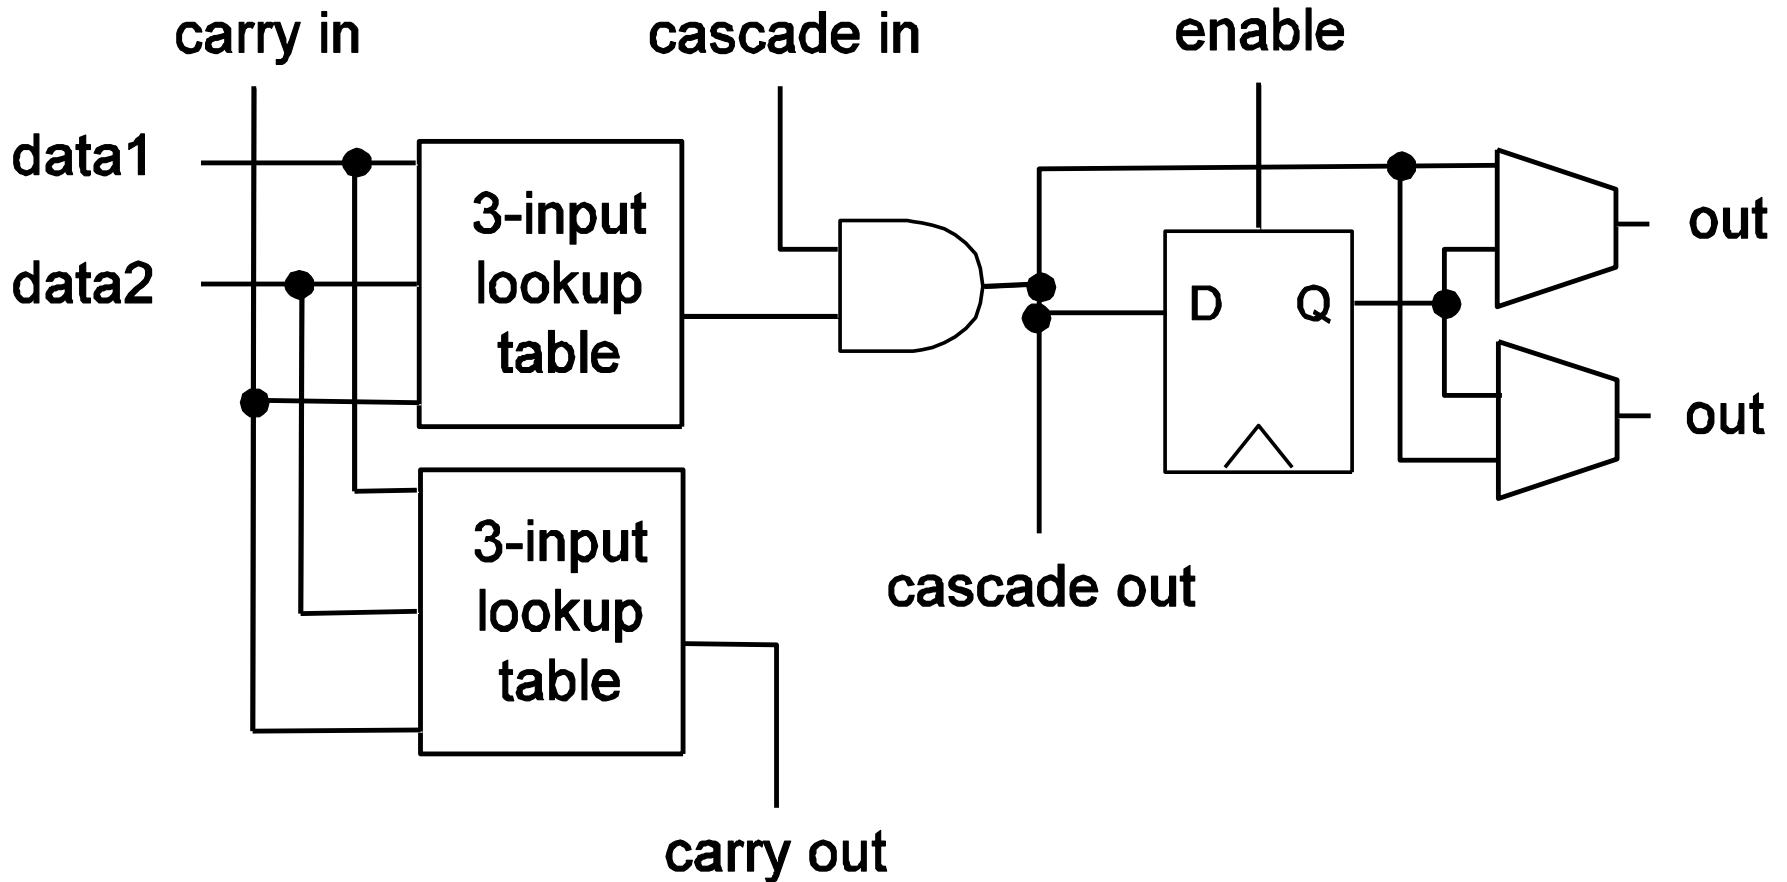 carry in
cascade in
enable
data1
data2
3-input
lookup
table
D
Q
out
out
3-input
lookup
table
cascade out
carry out